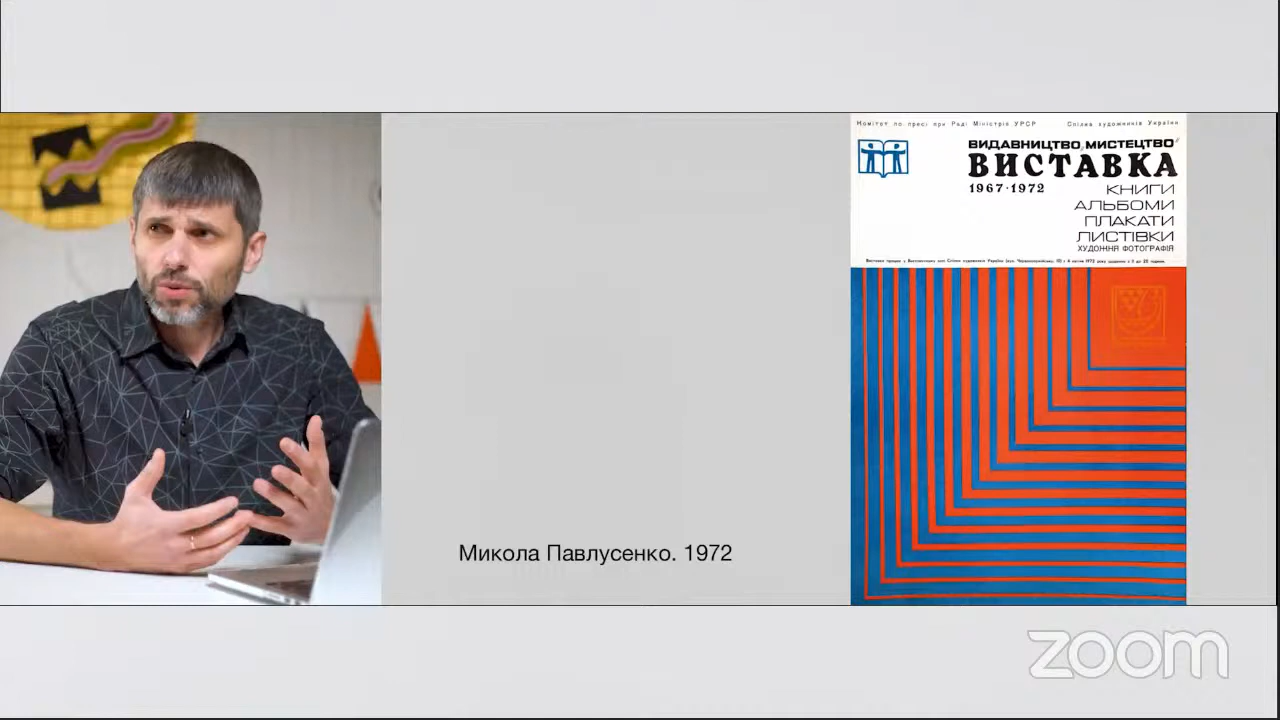 Комітет по пресі при Раді Міністрів УРСР
Спілка художників України
ВИДАВНИЦТВО „МИСТЕЦТВО“
ВИСТАВКА
1967·1972
КНИГИ
АЛЬБОМИ
ПЛАКАТИ
ЛИСТІВКИ
ХУДОЖНЯ ФОТОГРАФІЯ
Микола Павлусенко. 1972
zoom